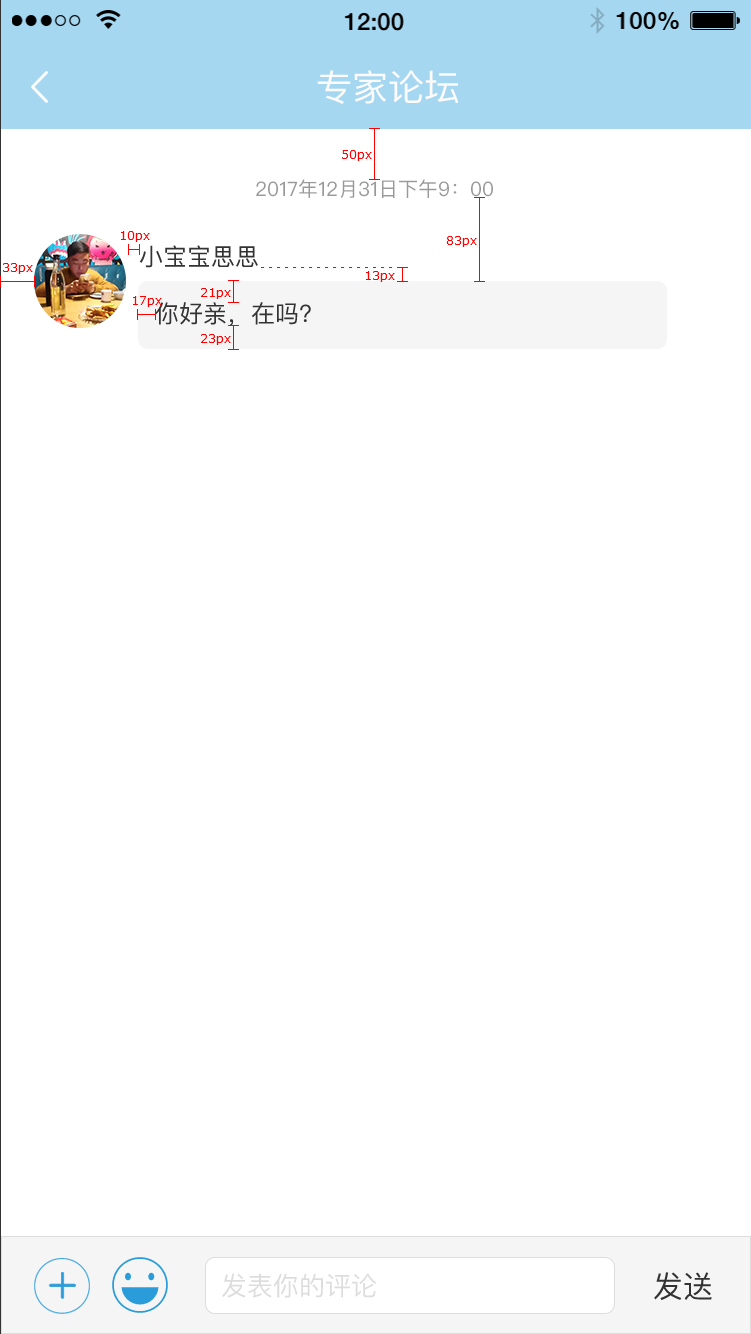 12:00
100%
专家论坛
50px
2017年12月31日下午9：00
10px
83px
小宝宝思思
33px
13px
21px
17px
你好亲，在吗?
23px
发表你的评论
发送